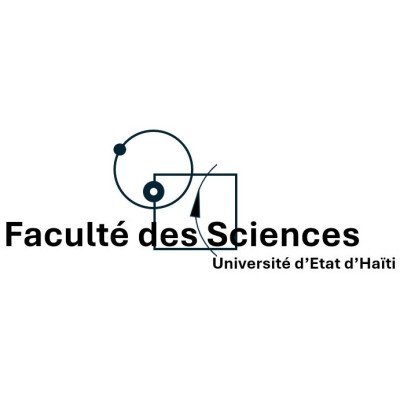 Faculté des Sciences
Université d’Etat d’Haïti